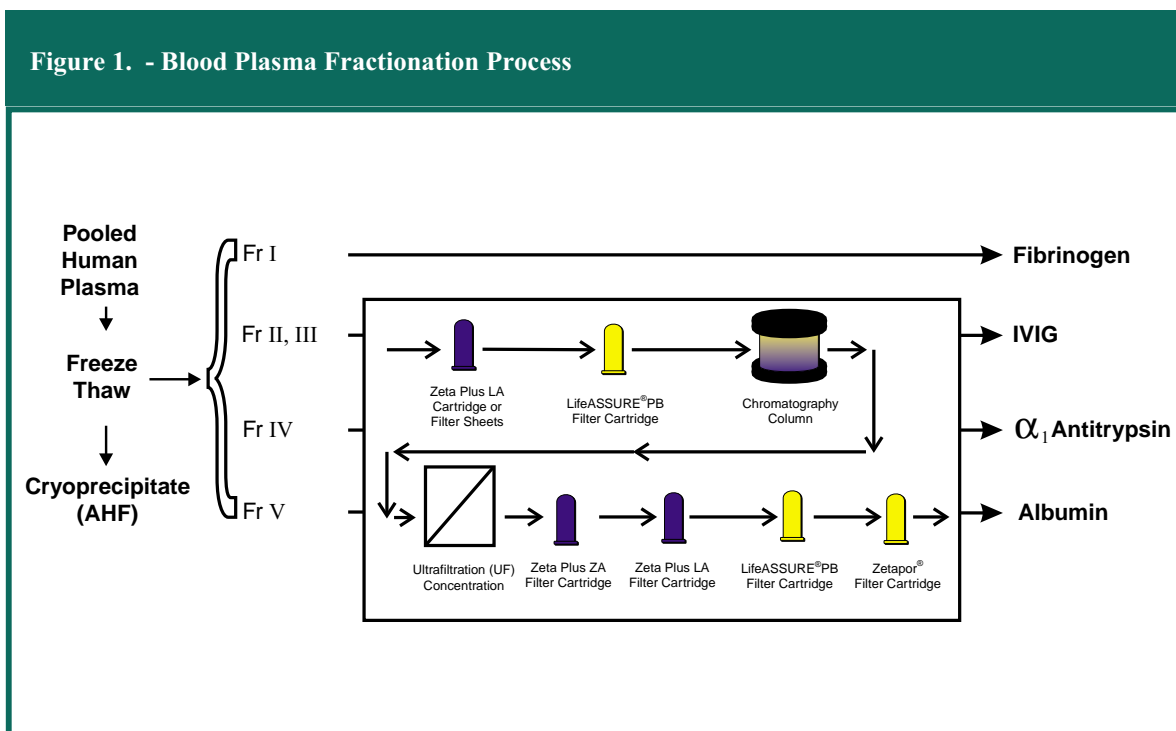 Figure 1. - Blood Plasma Fractionation Process
Pooled
Human
Plasma
Freeze
Thaw
Cryoprecipitate
(AHF)
Fr I
Fibrinogen
Fr II, III
IVIG
Fr IV
α₁ Antitrypsin
Fr V
Albumin
Zeta Plus LA
Cartridge or
Filter Sheets
LifeASSURE®PB
Filter Cartridge
Chromatography
Column
Ultrafiltration (UF)
Concentration
Zeta Plus ZA
Filter Cartridge
Zeta Plus LA
Filter Cartridge
LifeASSURE®PB
Filter Cartridge
Zetapor®
Filter Cartridge